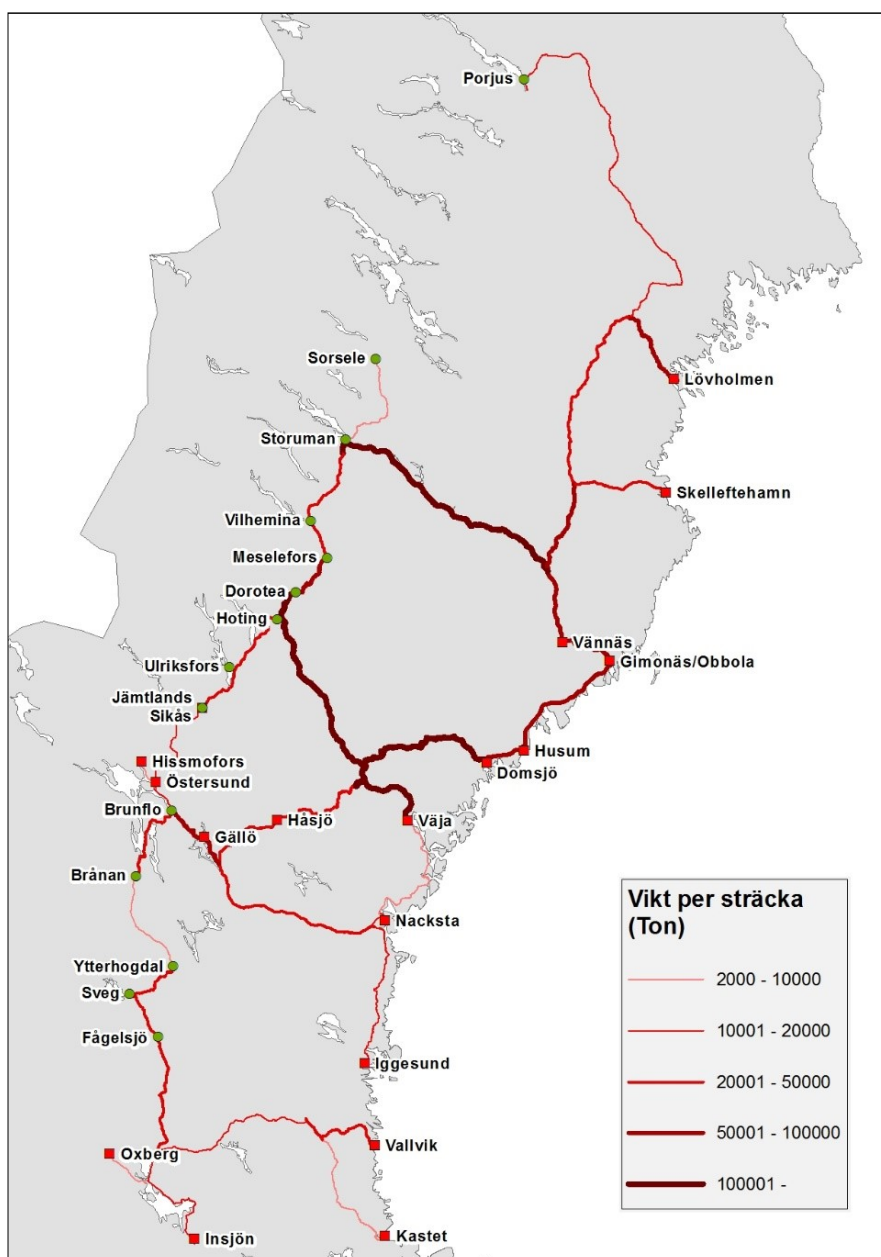 Porjus
Sorsele
Lövholmen
Storuman
Skelleftehamn
Vilhemina
Meselefors
Dorotea
Hoting
Vännäs
Gimonäs/Obbola
Ulriksfors
Jämtlands
Sikås
Husum
Domsjö
Hissmofors
Östersund
Brunflo
Håsjö
Väja
Gällö
Brånan
Nacksta
Ytterhogdal
Sveg
Fågelsjö
Iggesund
Vallvik
Oxberg
Insjön
Kastet
Vikt per sträcka
(Ton)
2000 - 10000
10001 - 20000
20001 - 50000
50001 - 100000
100001 -